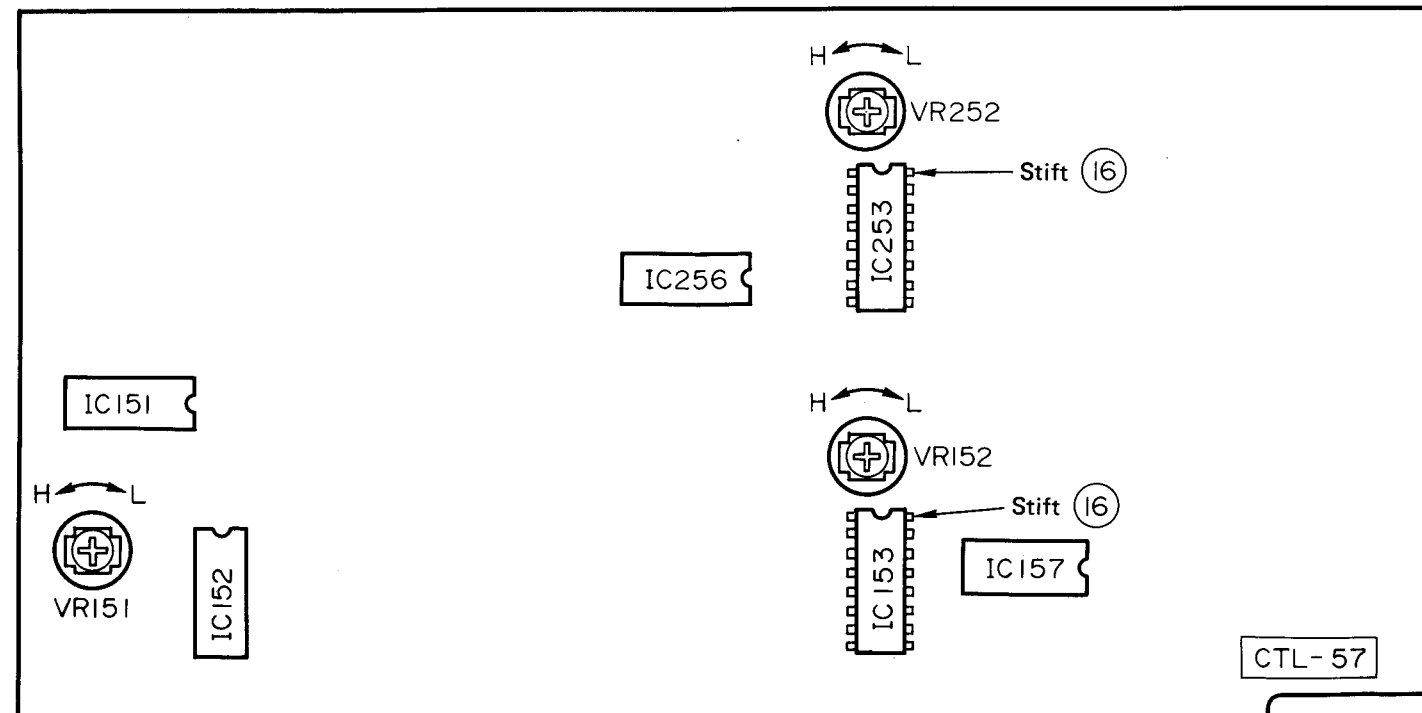 H L
VR252
Stift 16
IC253
IC256
IC151
H L
VR152
H L
VR151
Stift 16
IC152
IC153
IC157
CTL-57